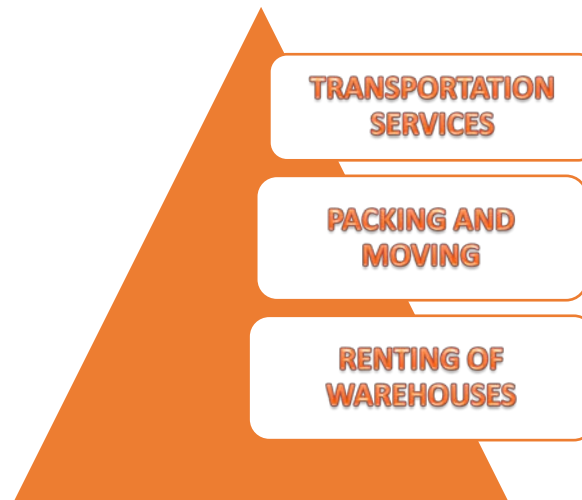 TRANSPORTATION
SERVICES
PACKING AND
MOVING
RENTING OF
WAREHOUSES